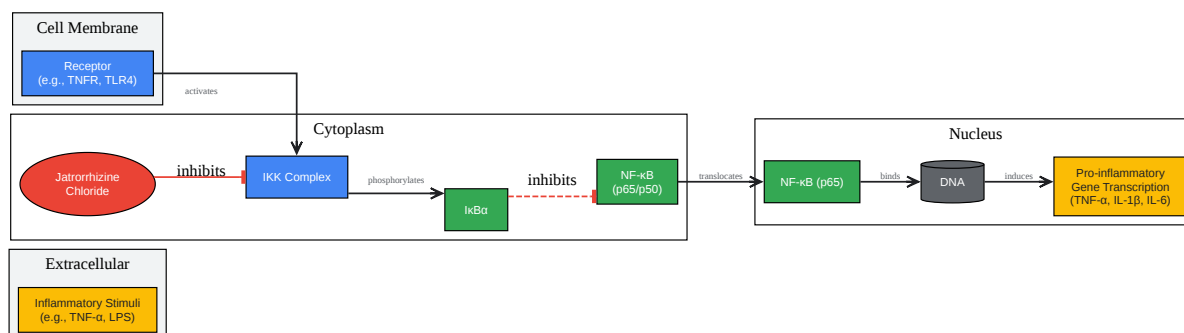 Cell Membrane
Receptor
(e.g., TNFR, TLR4)
activates
Cytoplasm
Jatrorrhizine
Chloride
inhibits
IKK Complex
phosphorylates
IκBα
inhibits
NF-κB
(p65/p50)
translocates
Nucleus
NF-κB (p65)
binds
DNA
induces
Pro-inflammatory
Gene Transcription
(TNF-α, IL-1β, IL-6)
Extracellular
Inflammatory Stimuli
(e.g., TNF-α, LPS)